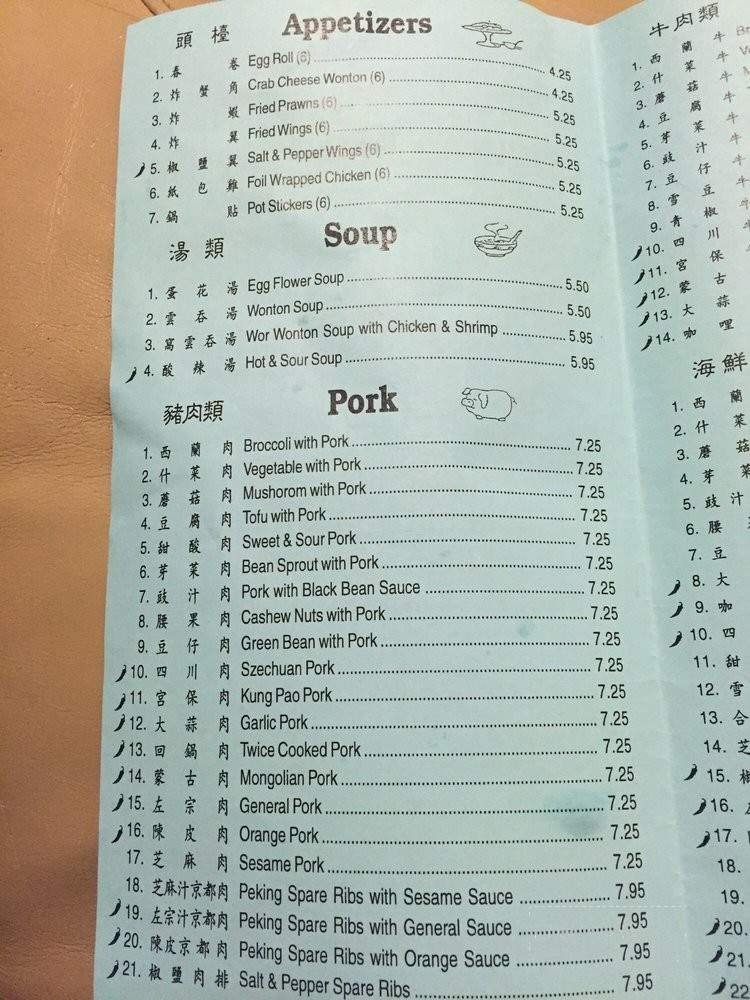 頭檯 Appetizers
1. 春卷 Egg Roll (6) 4.25
2. 炸蟹角 Crab Cheese Wonton (6) 4.25
3. 炸蝦 Fried Prawns (6) 5.25
4. 炸翼 Fried Wings (6) 5.25
5. 椒鹽翼 Salt & Pepper Wings (6) 5.25
6. 紙包雞 Foil Wrapped Chicken (6) 5.25
7. 鍋貼 Pot Stickers (6) 5.25
湯類 Soup
1. 蛋花湯 Egg Flower Soup 5.50
2. 雲吞湯 Wonton Soup 5.50
3. 窩雲吞湯 Wor Wonton Soup with Chicken & Shrimp 5.95
4. 酸辣湯 Hot & Sour Soup 5.95
豬肉類 Pork
1. 西蘭肉 Broccoli with Pork 7.25
2. 什菜肉 Vegetable with Pork 7.25
3. 蘑菇肉 Mushorom with Pork 7.25
4. 豆腐肉 Tofu with Pork 7.25
5. 甜酸肉 Sweet & Sour Pork 7.25
6. 芽菜肉 Bean Sprout with Pork 7.25
7. 豉汁肉 Pork with Black Bean Sauce 7.25
8. 腰果肉 Cashew Nuts with Pork 7.25
9. 豆仔肉 Green Bean with Pork 7.25
10. 四川肉 Szechuan Pork 7.25
11. 宮保肉 Kung Pao Pork 7.25
12. 大蒜肉 Garlic Pork 7.25
13. 回鍋肉 Twice Cooked Pork 7.25
14. 蒙古肉 Mongolian Pork 7.25
15. 左宗肉 General Pork 7.25
16. 陳皮肉 Orange Pork 7.25
17. 芝麻肉 Sesame Pork 7.25
18. 芝麻汁京都肉 Peking Spare Ribs with Sesame Sauce 7.95
19. 左宗汁京都肉 Peking Spare Ribs with General Sauce 7.95
20. 陳皮京都肉 Peking Spare Ribs with Orange Sauce 7.95
21. 椒鹽肉排 Salt & Pepper Spare Ribs 7.95
牛肉類
1. 西蘭牛
2. 什菜牛
3. 蘑菇牛
4. 豆腐牛
5. 芽菜牛
6. 豉汁牛
7. 豆仔牛
8. 雪豆牛
9. 青椒牛
10. 四川
11. 宮保
12. 蒙古
13. 大蒜
14. 咖哩
海鮮
1. 西蘭
2. 什菜
3. 蘑菇
4. 芽菜
5. 豉汁
6. 腰
7. 豆
8. 大
9. 咖
10. 四
11. 甜
12. 雪
13. 合
14. 芝
15. 椒
16.
17.
18.
19.
20.
21.
22